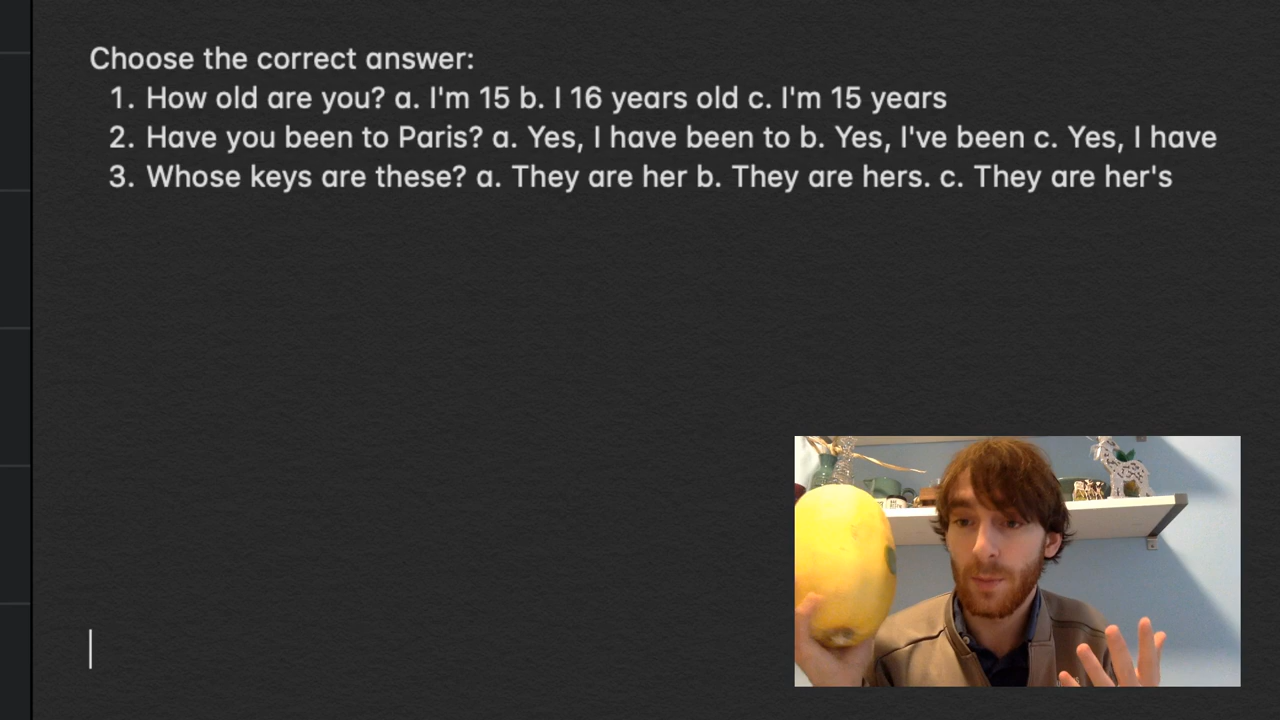 Choose the correct answer:
1. How old are you? a. I'm 15 b. I 16 years old c. I'm 15 years
2. Have you been to Paris? a. Yes, I have been to b. Yes, I've been c. Yes, I have
3. Whose keys are these? a. They are her b. They are hers. c. They are her's